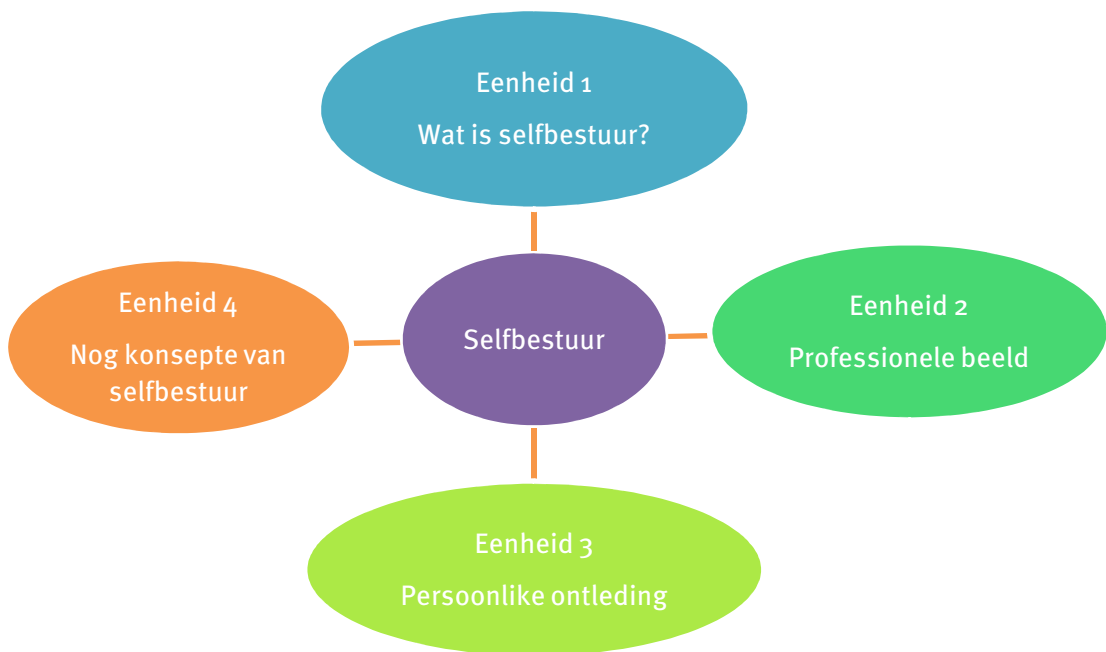 Eenheid 1
Wat is selfbestuur?
Eenheid 4
Nog konsepte van
selfbestuur
Selfbestuur
Eenheid 2
Professionele beeld
Eenheid 3
Persoonlike ontleding